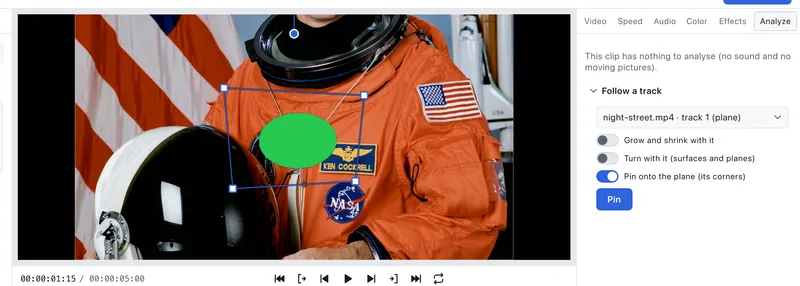 Video Speed Audio Color Effects Analyze
This clip has nothing to analyse (no sound and no
moving pictures).
Follow a track
night-street.mp4 · track 1 (plane)
Grow and shrink with it
Turn with it (surfaces and planes)
Pin onto the plane (its corners)
Pin
USA
KEN COCKRELL
NASA
00:00:01:15 / 00:00:05:00